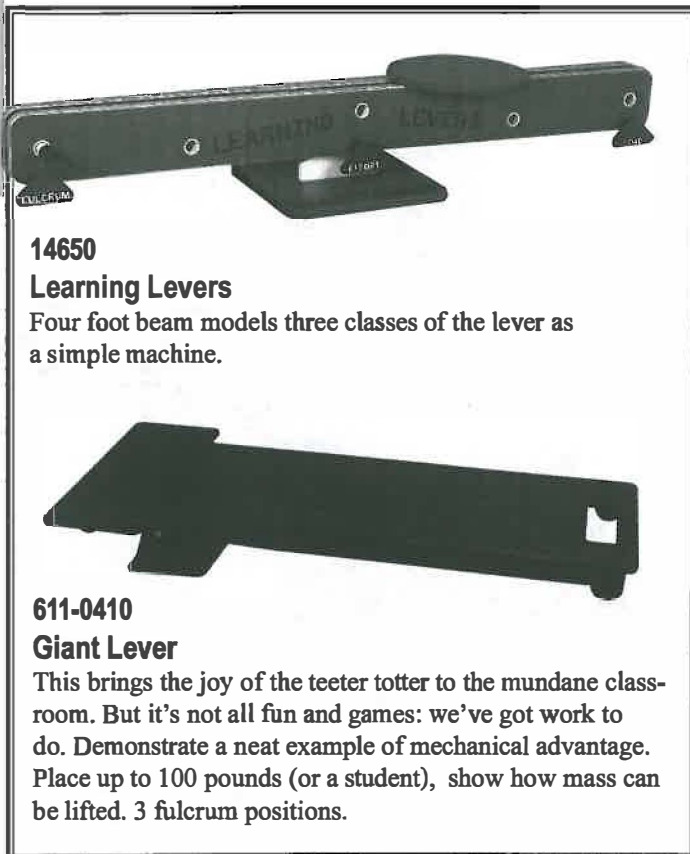 LEARNING LEVERS
FULCRUM
EFFORT
14650
Learning Levers
Four foot beam models three classes of the lever as
a simple machine.
611-0410
Giant Lever
This brings the joy of the teeter totter to the mundane class-
room. But it's not all fun and games: we've got work to
do. Demonstrate a neat example of mechanical advantage.
Place up to 100 pounds (or a student), show how mass can
be lifted. 3 fulcrum positions.